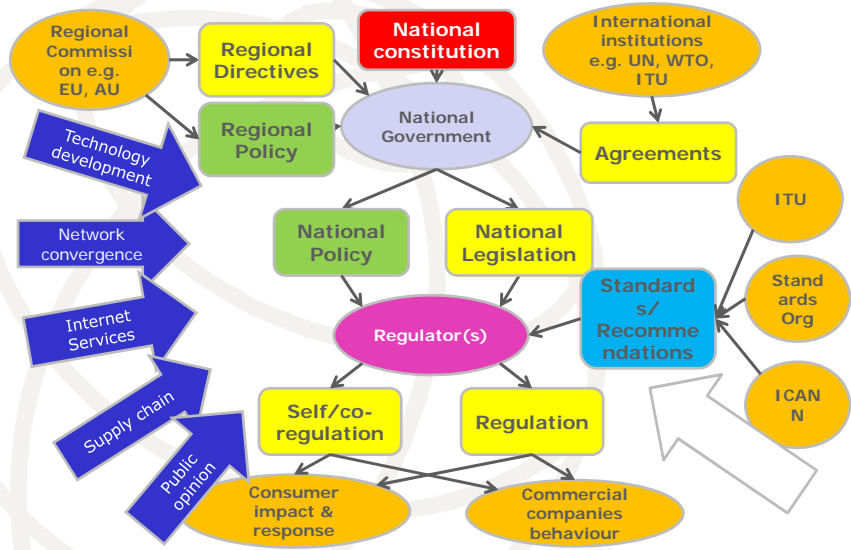 Regional
Commissi
on e.g.
EU, AU
Regional
Directives
National
constitution
International
institutions
e.g. UN, WTO,
ITU
Regional
Policy
National
Government
Agreements
Technology
development
Network
convergence
Internet
Services
Supply chain
Public
opinion
National
Policy
National
Legislation
ITU
Stand
ards
Org
ICAN
N
Standard
s/
Recomme
ndations
Regulator(s)
Self/co-
regulation
Regulation
Consumer
impact &
response
Commercial
companies
behaviour